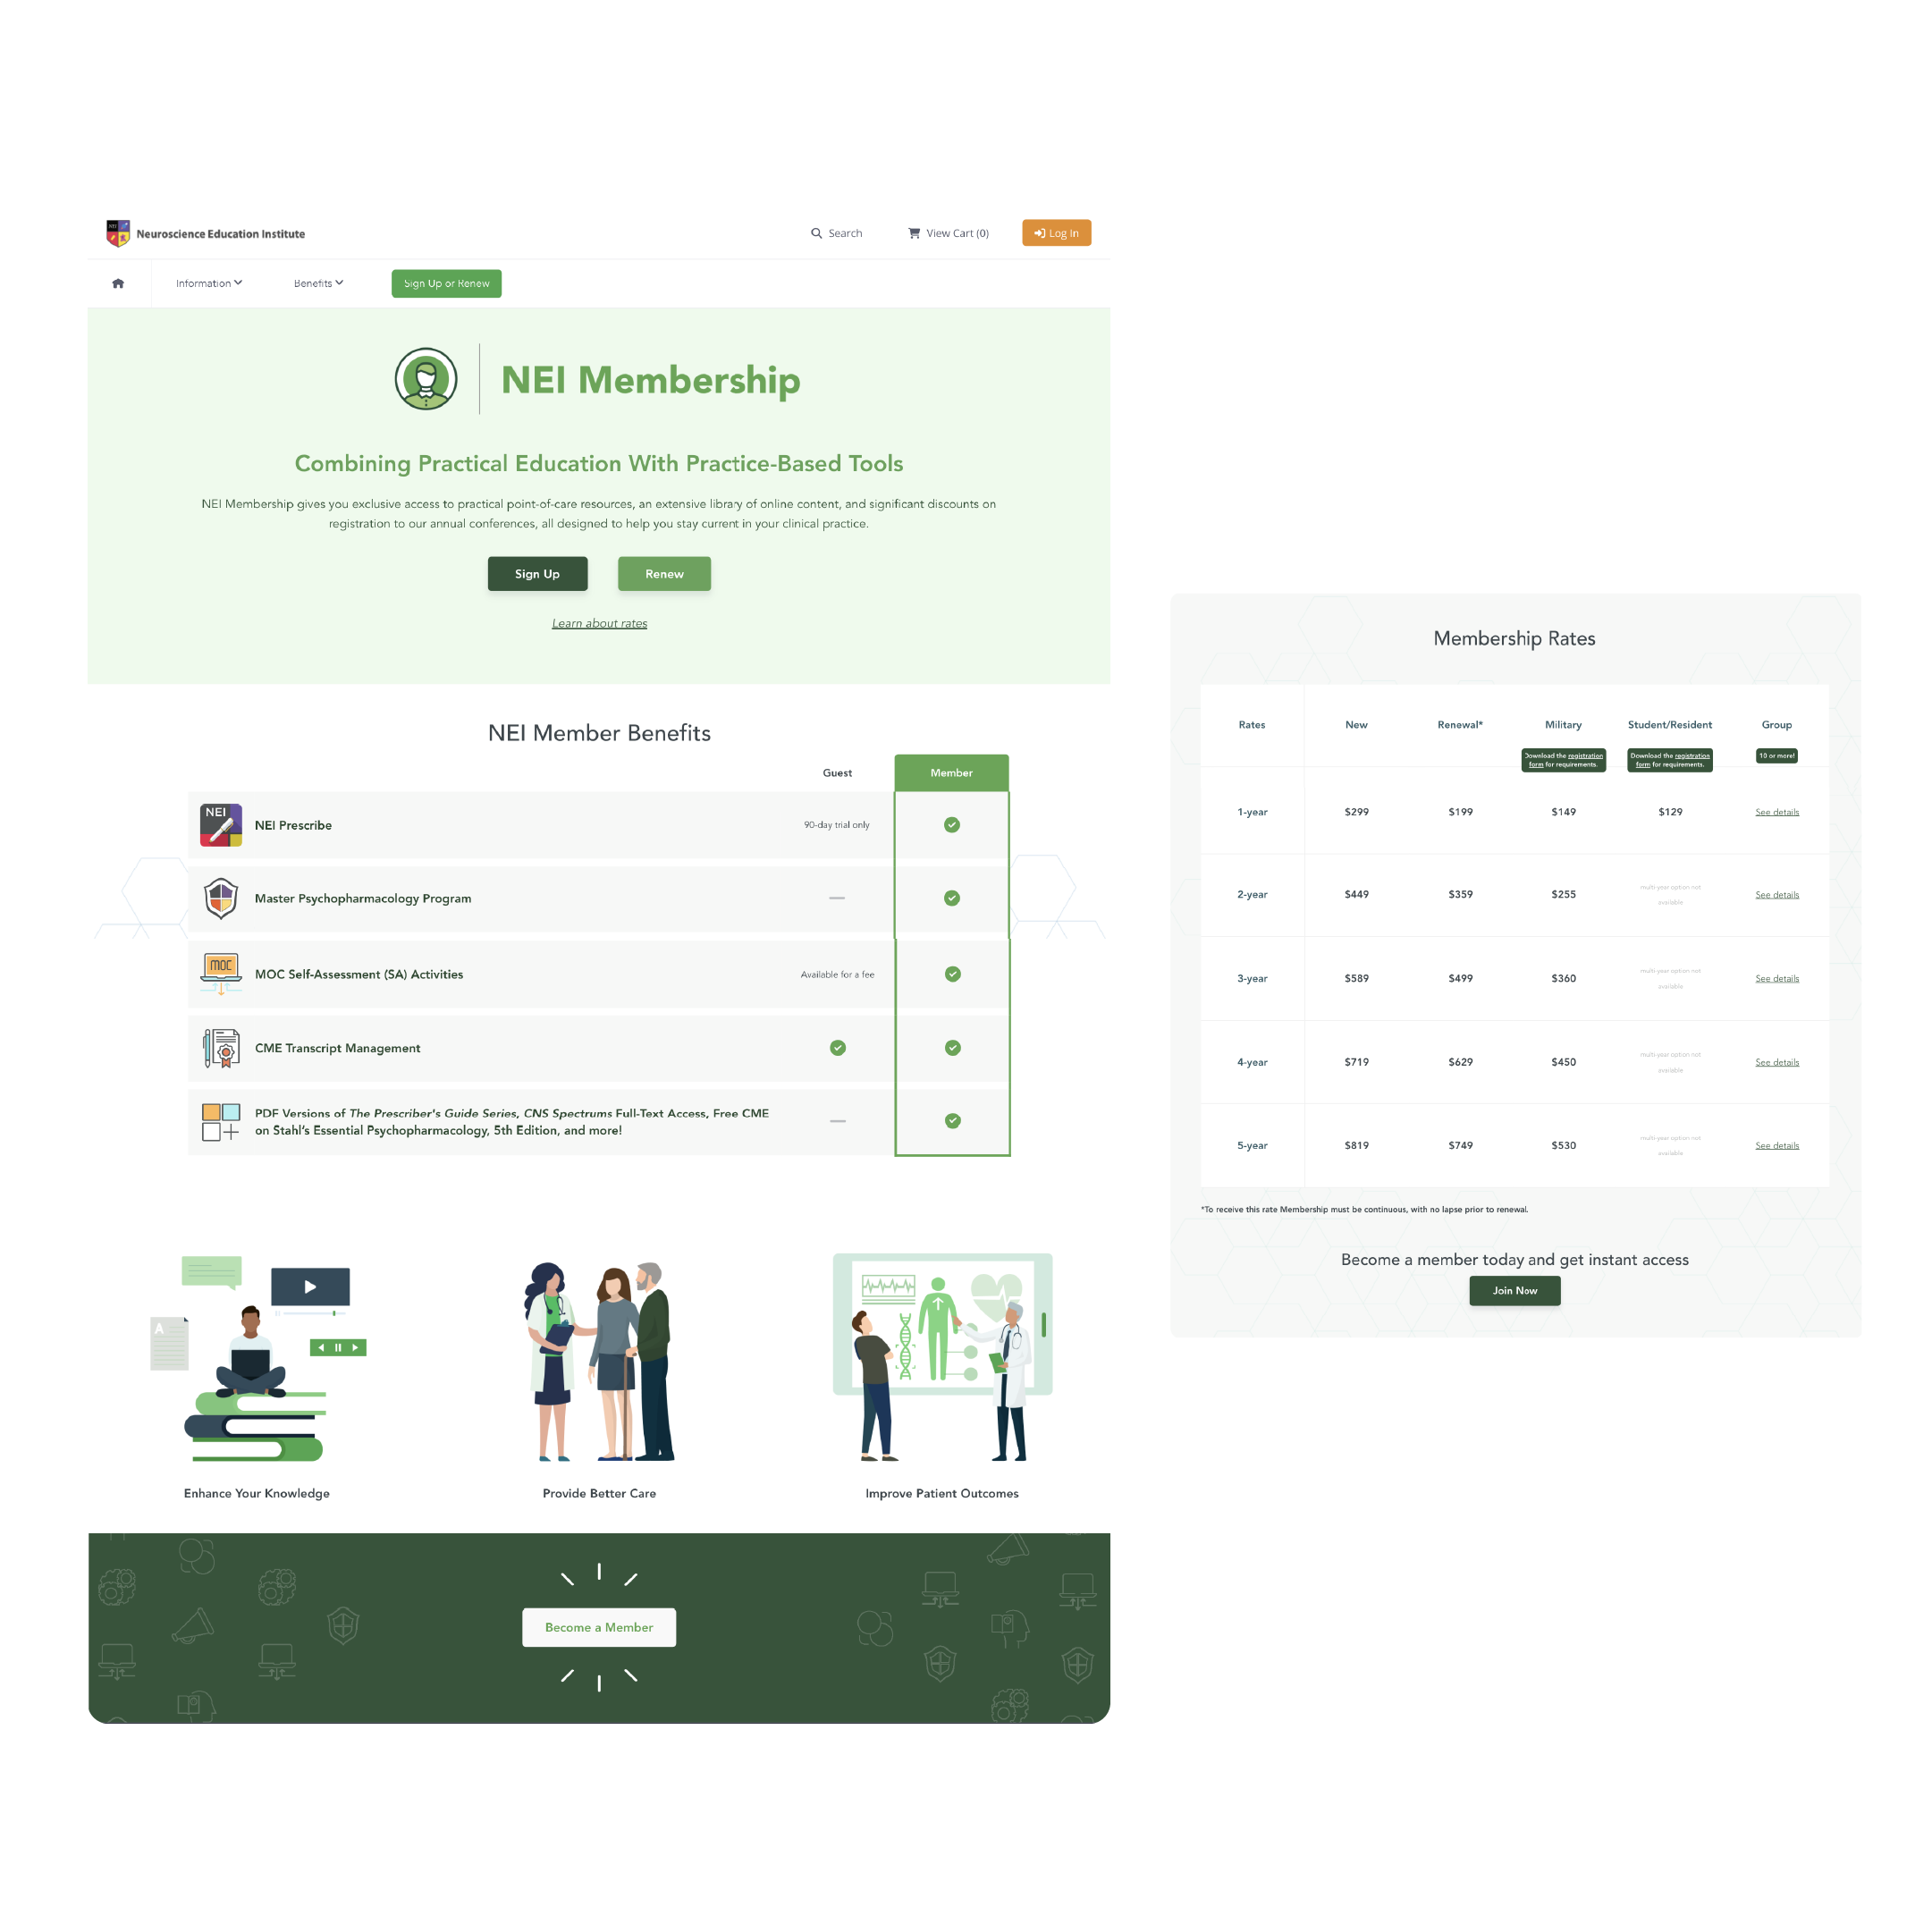 NEI
Neuroscience Education Institute
Search
View Cart (0)
Log In
Information
Benefits
Sign Up or Renew
NEI Membership
Combining Practical Education With Practice-Based Tools
NEI Membership gives you exclusive access to practical point-of-care resources, an extensive library of online content, and significant discounts on
registration to our annual conferences, all designed to help you stay current in your clinical practice.
Sign Up
Renew
Learn about rates
NEI Member Benefits
Guest
Member
NEI
NEI Prescribe
90-day trial only
Master Psychopharmacology Program
MOC
MOC Self-Assessment (SA) Activities
Available for a fee
CME Transcript Management
PDF Versions of The Prescriber's Guide Series, CNS Spectrums Full-Text Access, Free CME
on Stahl's Essential Psychopharmacology, 5th Edition, and more!
A
Enhance Your Knowledge
Provide Better Care
Improve Patient Outcomes
Become a Member
Membership Rates
Rates
New
Renewal*
Military
Student/Resident
Group
Download the registration
form for requirements.
Download the registration
form for requirements.
10 or more!
1-year
$299
$199
$149
$129
See details
2-year
$449
$359
$255
multi-year option not
available
See details
3-year
$589
$499
$360
multi-year option not
available
See details
4-year
$719
$629
$450
multi-year option not
available
See details
5-year
$819
$749
$530
multi-year option not
available
See details
*To receive this rate Membership must be continuous, with no lapse prior to renewal.
Become a member today and get instant access
Join Now